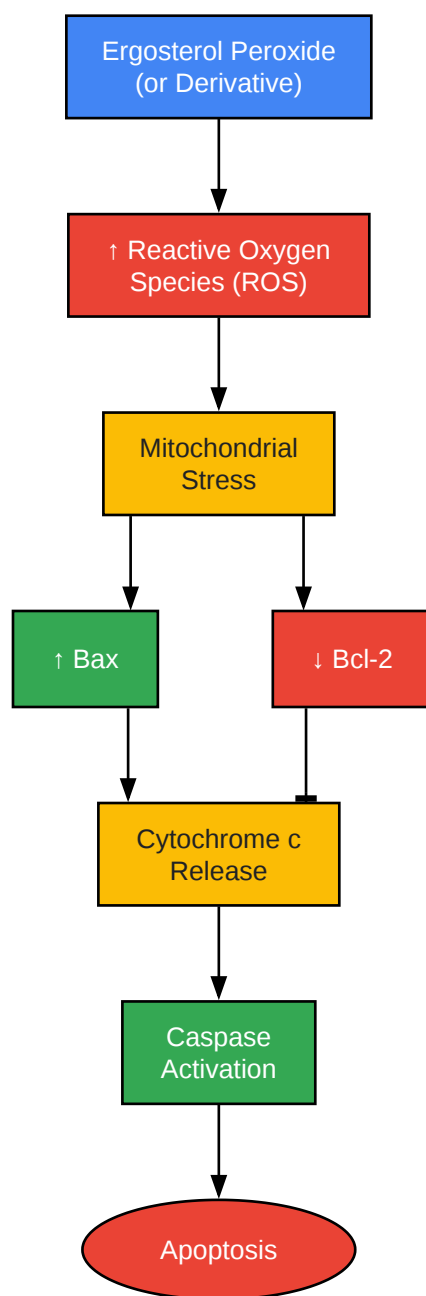 Ergosterol Peroxide
(or Derivative)
↑ Reactive Oxygen
Species (ROS)
Mitochondrial
Stress
↑ Bax
↓ Bcl-2
Cytochrome c
Release
Caspase
Activation
Apoptosis